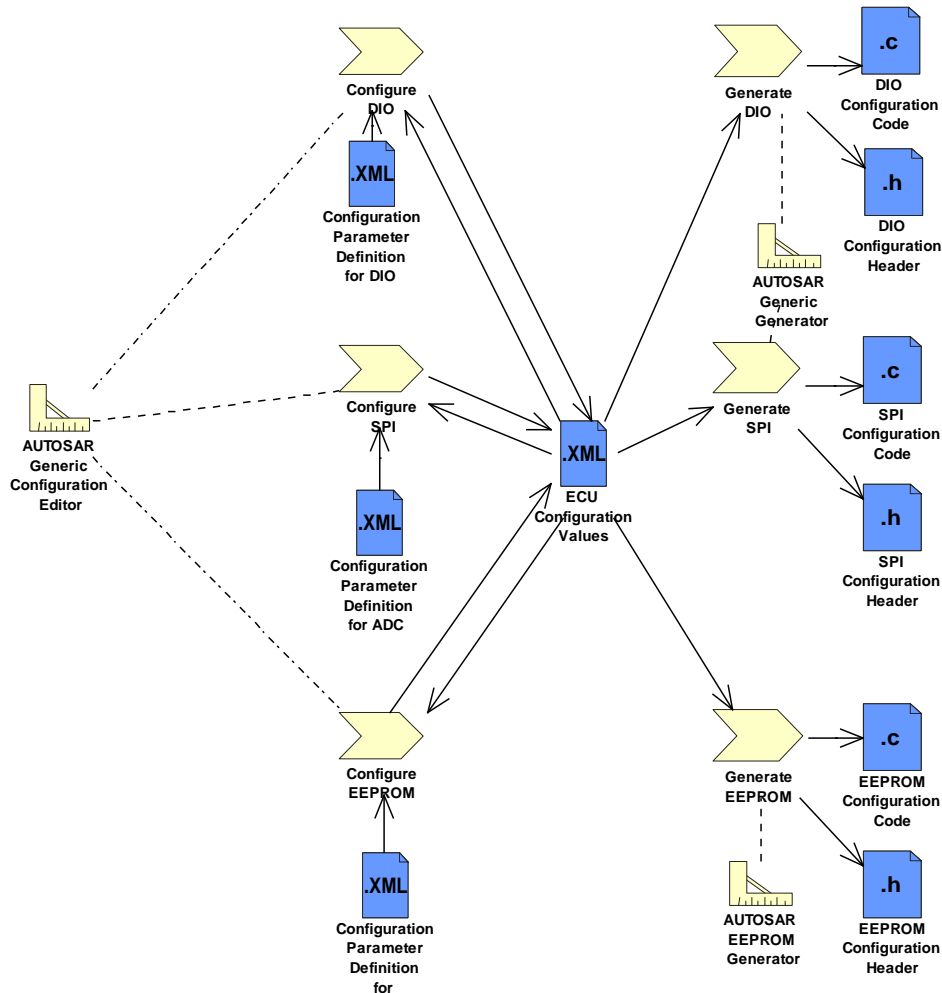 Configure
DIO
.XML
Configuration
Parameter
Definition
for DIO
Generate
DIO
.c
DIO
Configuration
Code
.h
DIO
Configuration
Header
AUTOSAR
Generic
Generator
AUTOSAR
Generic
Configuration
Editor
Configure
SPI
.XML
Configuration
Parameter
Definition
for ADC
.XML
ECU
Configuration
Values
Generate
SPI
.c
SPI
Configuration
Code
.h
SPI
Configuration
Header
Configure
EEPROM
.XML
Configuration
Parameter
Definition
for
Generate
EEPROM
.c
EEPROM
Configuration
Code
.h
EEPROM
Configuration
Header
AUTOSAR
EEPROM
Generator